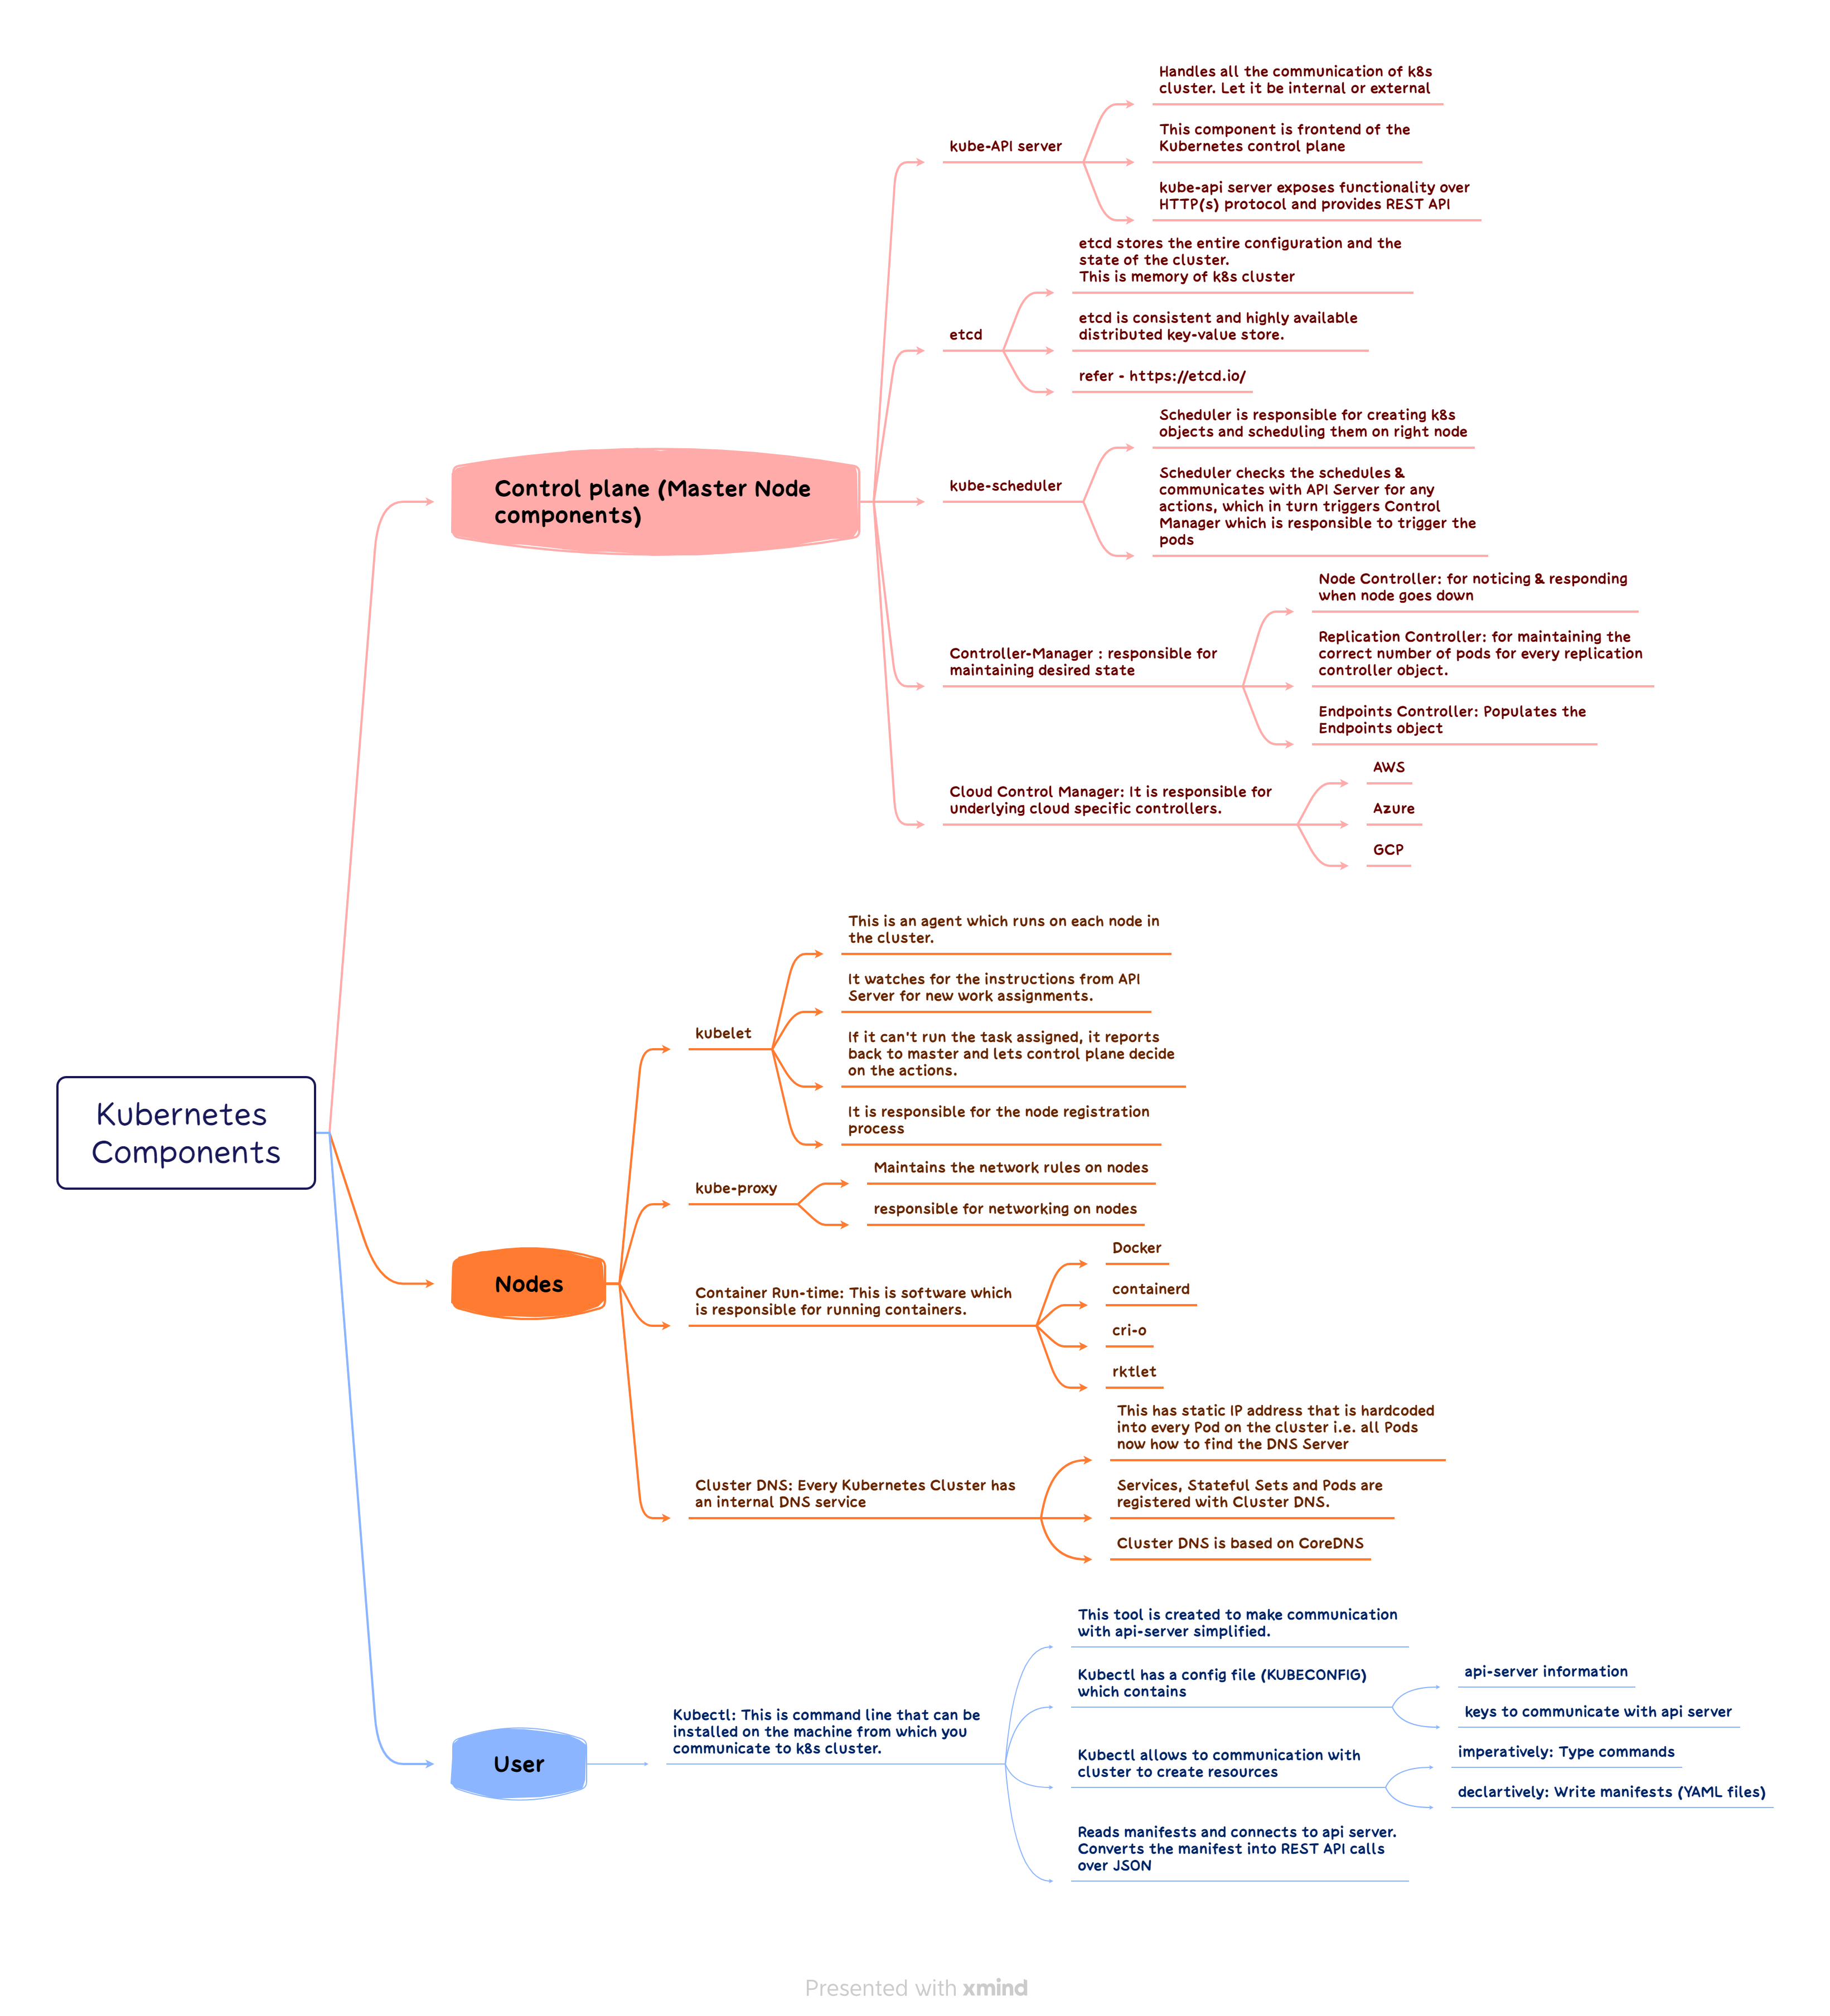 Handles all the communication of k8s
cluster. Let it be internal or external
This component is frontend of the
Kubernetes control plane
kube-API server
kube-api server exposes functionality over
HTTP(s) protocol and provides REST API
etcd stores the entire configuration and the
state of the cluster.
This is memory of k8s cluster
etcd is consistent and highly available
distributed key-value store.
etcd
refer - https://etcd.io/
Scheduler is responsible for creating k8s
objects and scheduling them on right node
Control plane (Master Node
components)
kube-scheduler
Scheduler checks the schedules &
communicates with API Server for any
actions, which in turn triggers Control
Manager which is responsible to trigger the
pods
Node Controller: for noticing & responding
when node goes down
Controller-Manager : responsible for
maintaining desired state
Replication Controller: for maintaining the
correct number of pods for every replication
controller object.
Endpoints Controller: Populates the
Endpoints object
Cloud Control Manager: It is responsible for
underlying cloud specific controllers.
AWS
Azure
GCP
This is an agent which runs on each node in
the cluster.
It watches for the instructions from API
Server for new work assignments.
kubelet
If it can't run the task assigned, it reports
back to master and lets control plane decide
on the actions.
It is responsible for the node registration
process
Kubernetes
Components
kube-proxy
Maintains the network rules on nodes
responsible for networking on nodes
Nodes
Container Run-time: This is software which
is responsible for running containers.
Docker
containerd
cri-o
rktlet
Cluster DNS: Every Kubernetes Cluster has
an internal DNS service
This has static IP address that is hardcoded
into every Pod on the cluster i.e. all Pods
now how to find the DNS Server
Services, Stateful Sets and Pods are
registered with Cluster DNS.
Cluster DNS is based on CoreDNS
User
Kubectl: This is command line that can be
installed on the machine from which you
communicate to k8s cluster.
This tool is created to make communication
with api-server simplified.
Kubectl has a config file (KUBECONFIG)
which contains
api-server information
keys to communicate with api server
Kubectl allows to communication with
cluster to create resources
imperatively: Type commands
declartively: Write manifests (YAML files)
Reads manifests and connects to api server.
Converts the manifest into REST API calls
over JSON
Presented with xmind